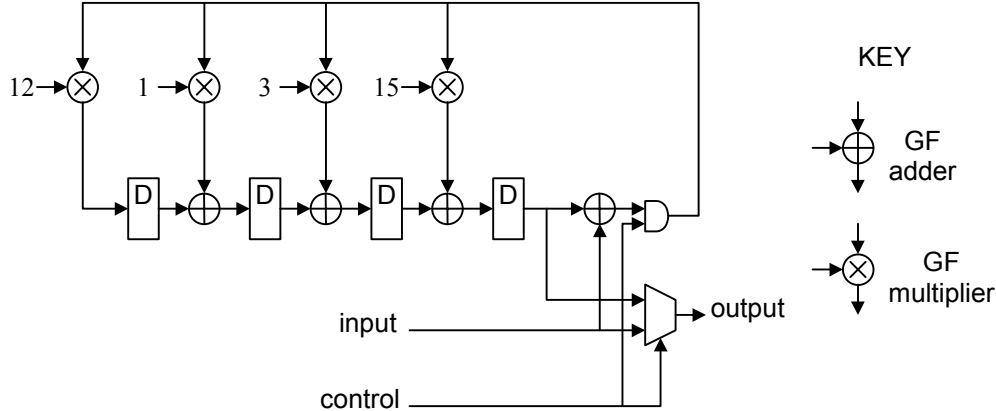 KEY
12
1
3
15
GF
adder
D
D
D
D
GF
multiplier
input
output
control